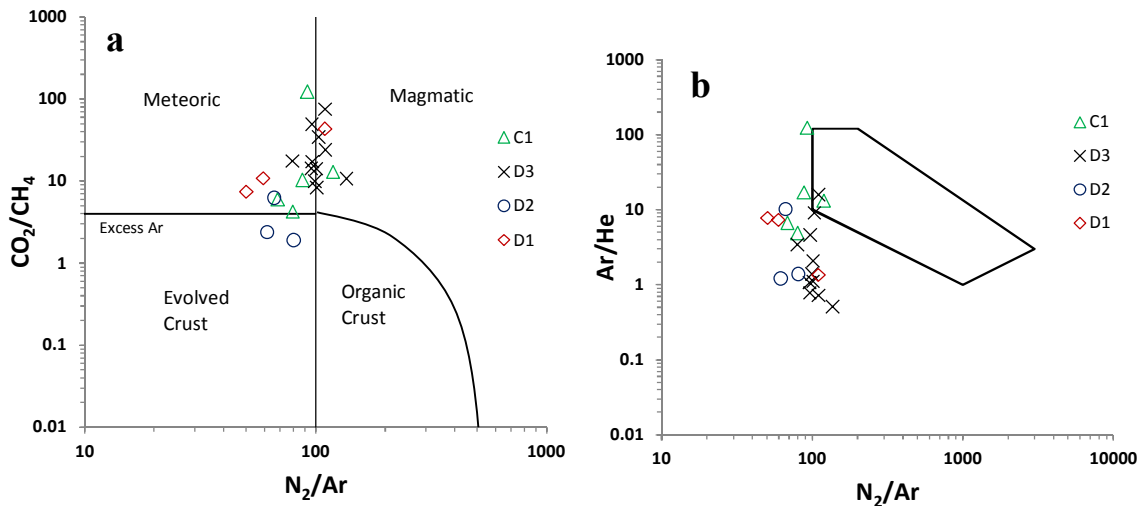 a
1000
100
10
1
0.1
0.01
CO₂/CH₄
Meteoric
Magmatic
Excess Ar
Evolved
Crust
Organic
Crust
C1
D3
D2
D1
10
100
1000
N₂/Ar
b
1000
100
10
1
0.1
0.01
Ar/He
C1
D3
D2
D1
10
100
1000
10000
N₂/Ar